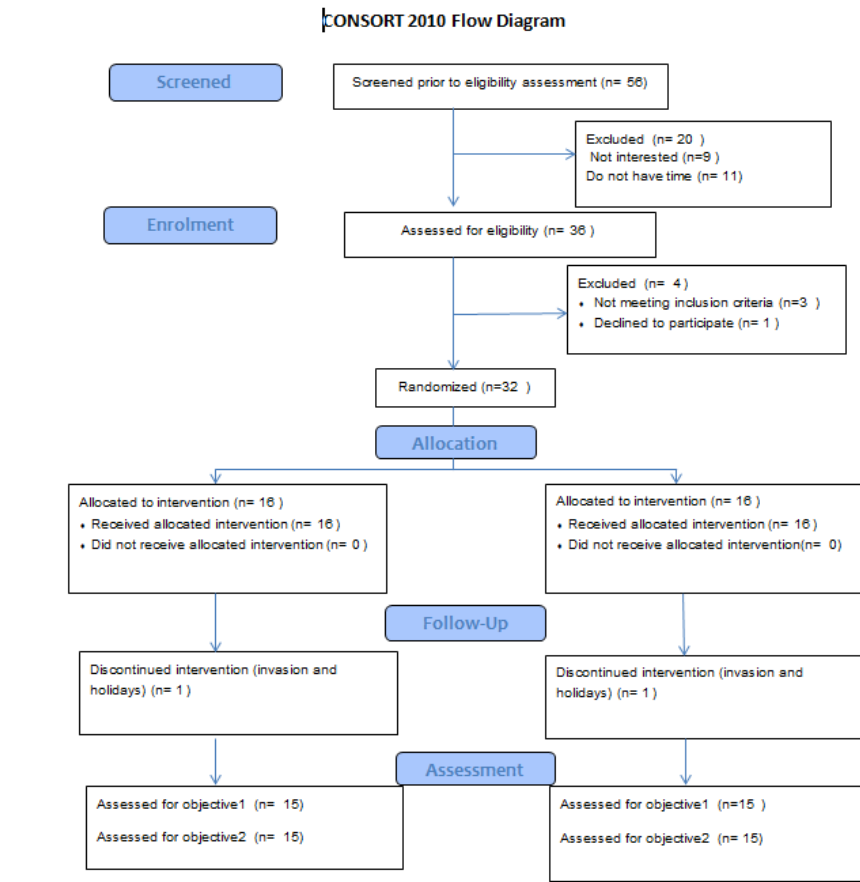 CONSORT 2010 Flow Diagram
Screened
Screened prior to eligibility assessment (n= 56)
Excluded (n= 20 )
Not interested (n=9 )
Do not have time (n= 11)
Enrolment
Assessed for eligibility (n= 36 )
Excluded (n= 4 )
• Not meeting inclusion criteria (n=3 )
• Declined to participate (n= 1 )
Randomized (n=32 )
Allocation
Allocated to intervention (n= 16 )
• Received allocated intervention (n= 16 )
• Did not receive allocated intervention (n= 0 )
Allocated to intervention (n= 16 )
• Received allocated intervention (n= 16 )
• Did not receive allocated intervention(n= 0)
Follow-Up
Discontinued intervention (invasion and
holidays) (n= 1 )
Discontinued intervention (invasion and
holidays) (n= 1 )
Assessment
Assessed for objective1 (n= 15)
Assessed for objective2 (n= 15)
Assessed for objective1 (n=15 )
Assessed for objective2 (n= 15)